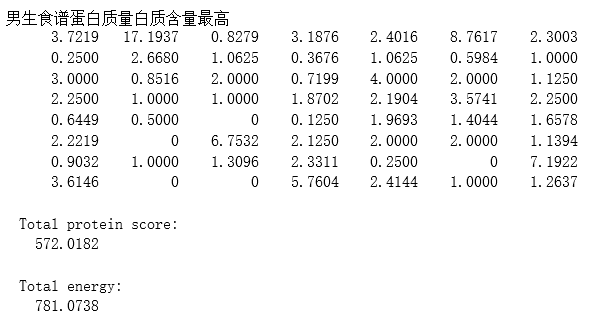 男生食谱蛋白质量白质含量最高
3.7219 17.1937 0.8279 3.1876 2.4016 8.7617 2.3003
0.2500 2.6680 1.0625 0.3676 1.0625 0.5984 1.0000
3.0000 0.8516 2.0000 0.7199 4.0000 2.0000 1.1250
2.2500 1.0000 1.0000 1.8702 2.1904 3.5741 2.2500
0.6449 0.5000 0 0.1250 1.9693 1.4044 1.6578
2.2219 0 6.7532 2.1250 2.0000 2.0000 1.1394
0.9032 1.0000 1.3096 2.3311 0.2500 0 7.1922
3.6146 0 0 5.7604 2.4144 1.0000 1.2637
Total protein score:
572.0182
Total energy:
781.0738